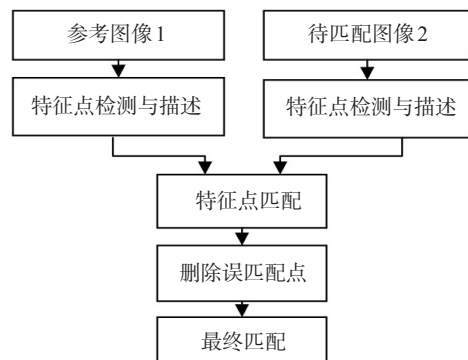 参考图像1
待匹配图像2
特征点检测与描述
特征点检测与描述
特征点匹配
删除误匹配点
最终匹配